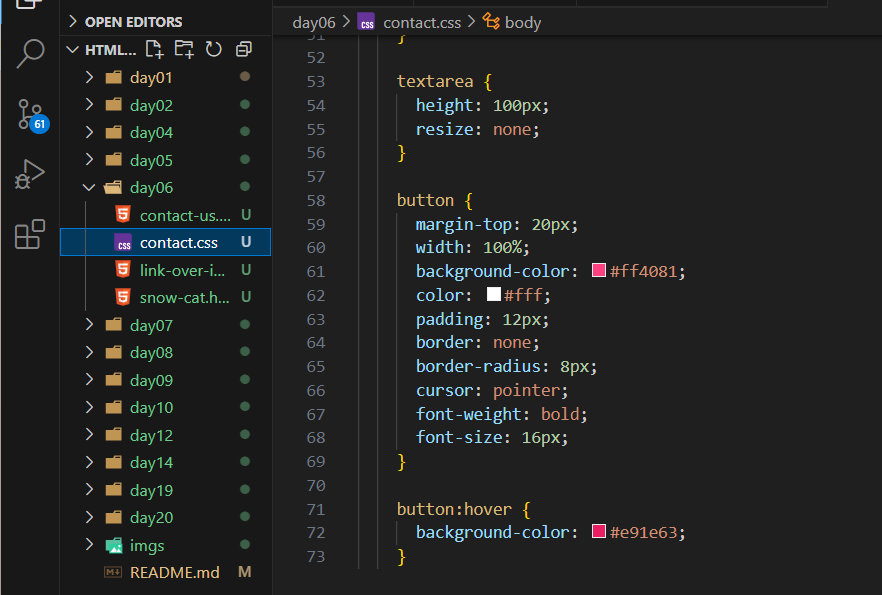 OPEN EDITORS
HTML...
day01
day02
day04
day05
day06
contact-us.... U
contact.css U
link-over-i... U
snow-cat.h... U
day07
day08
day09
day10
day12
day14
day19
day20
imgs
README.md M
61
day06 > contact.css > body
51 }
52
53 textarea {
54 height: 100px;
55 resize: none;
56 }
57
58 button {
59 margin-top: 20px;
60 width: 100%;
61 background-color: #ff4081;
62 color: #fff;
63 padding: 12px;
64 border: none;
65 border-radius: 8px;
66 cursor: pointer;
67 font-weight: bold;
68 font-size: 16px;
69 }
70
71 button:hover {
72 background-color: #e91e63;
73 }